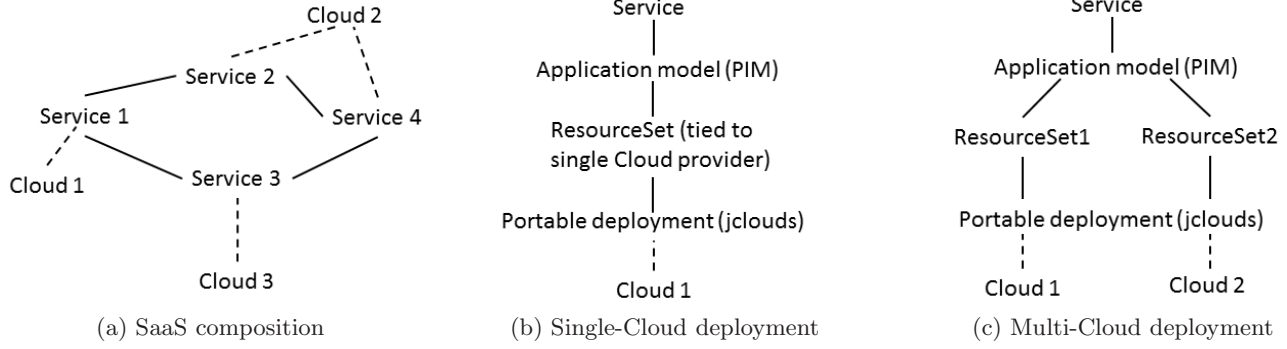 Cloud 2
Service 2
Service 1
Service 4
Service 3
Cloud 1
Cloud 3
(a) SaaS composition
Service
Application model (PIM)
ResourceSet (tied to
single Cloud provider)
Portable deployment (jclouds)
Cloud 1
(b) Single-Cloud deployment
Service
Application model (PIM)
ResourceSet1
ResourceSet2
Portable deployment (jclouds)
Cloud 1
Cloud 2
(c) Multi-Cloud deployment